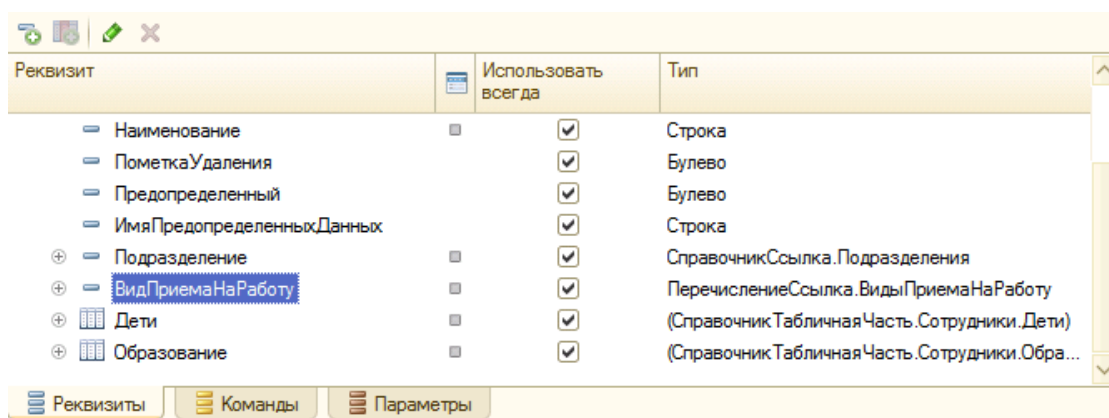 Реквизит Использовать всегда Тип
Наименование Строка
ПометкаУдаления Булево
Предопределенный Булево
ИмяПредопределенныхДанных Строка
Подразделение СправочникСсылка.Подразделения
ВидПриемаНаРаботу ПеречислениеСсылка.ВидыПриемаНаРаботу
Дети (СправочникТабличнаяЧасть.Сотрудники.Дети)
Образование (СправочникТабличнаяЧасть.Сотрудники.Обра...
Реквизиты Команды Параметры